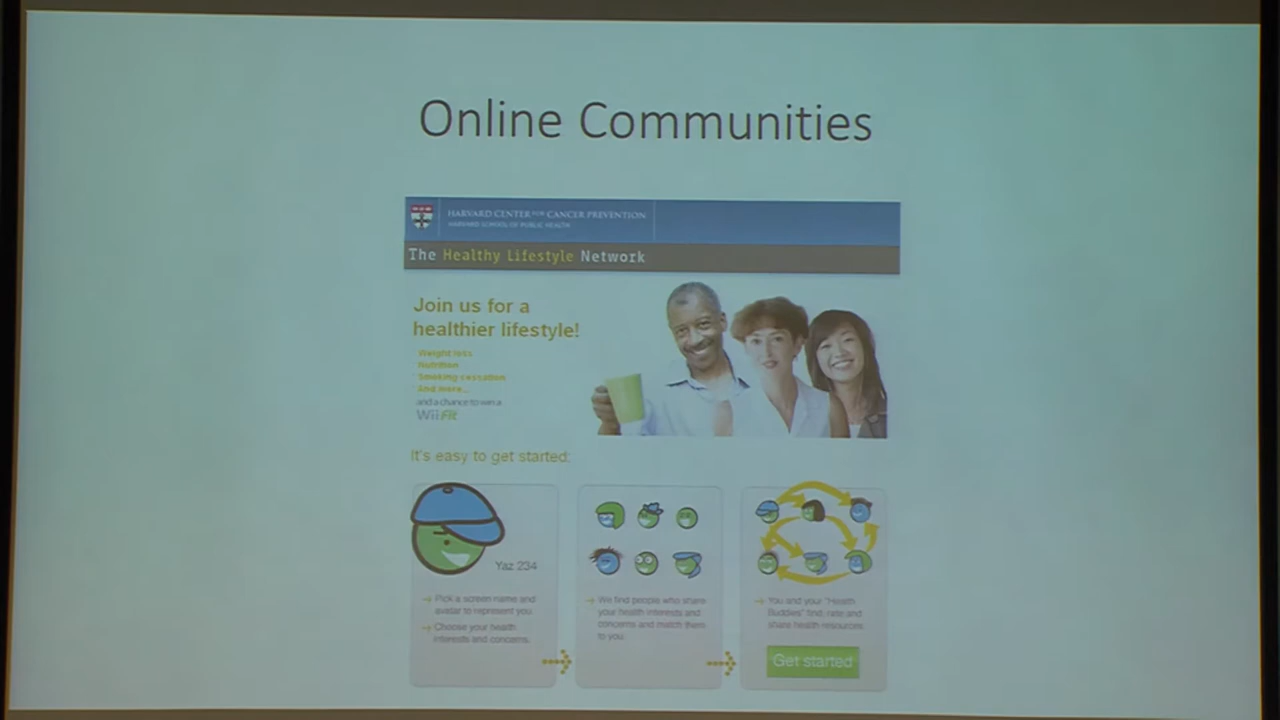 Online Communities
HARVARD CENTER FOR CANCER PREVENTION
HARVARD SCHOOL OF PUBLIC HEALTH
The Healthy Lifestyle Network
Join us for a
healthier lifestyle!
Weight loss
Nutrition
Smoking cessation
And more...
and a chance to win a
Wii Fit
It's easy to get started:
Yaz 234
Pick a screen name and
avatar to represent you.
Choose your health
interests and concerns.
We find people who share
your health interests and
concerns and match them
to you.
You and your "Health
Buddies" find, rate and
share health resources.
Get started